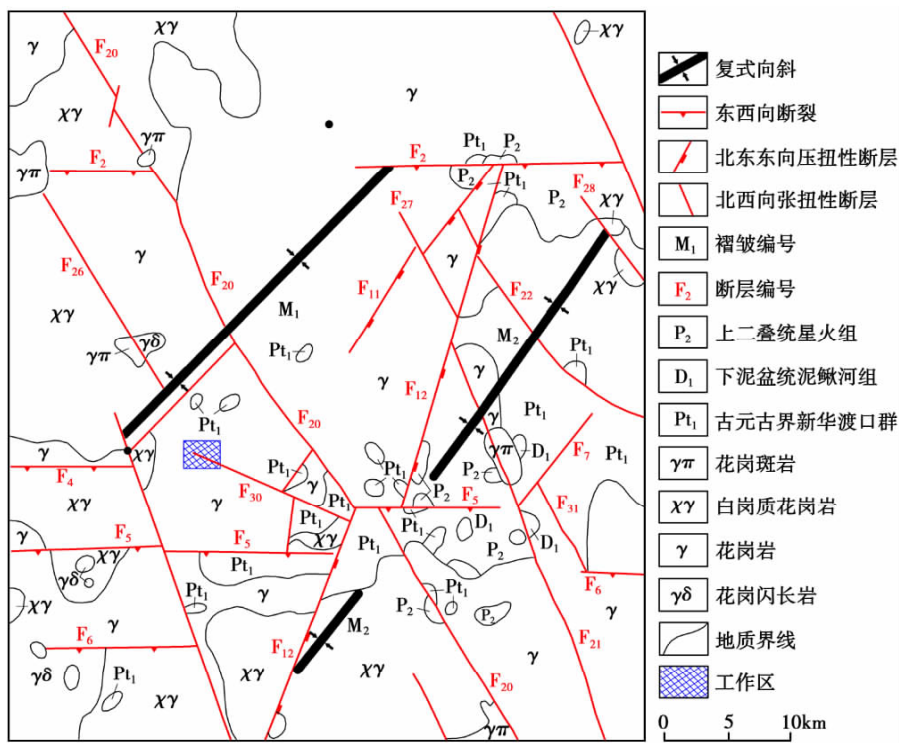 γ
F₂₀
χγ
χγ
γ
χγ
γπ
F₂
Pt₁
P₂
F₂
γπ
P₂
Pt₁
P₂
F₂₈
χγ
F₂₇
γ
γ
F₂₆
F₂₀
F₁₁
F₂₂
χγ
χγ
M₁
M₂
γπ
γδ
Pt₁
Pt₁
γ
F₁₂
γ
Pt₁
Pt₁
γ
F₂₀
γπ
D₁
F₇
Pt₁
γ
χγ
F₄
F₃₀
Pt₁
γ
Pt₁
Pt₁
P₂
P₂
F₅
F₃₁
χγ
γ
Pt₁
Pt₁
D₁
D₁
γ
F₅
F₅
χγ
Pt₁
P₂
χγ
γδ
Pt₁
F₆
χγ
Pt₁
γ
Pt₁
P₂
P₂
γ
γ
F₆
M₂
F₁₂
F₂₁
γδ
Pt₁
χγ
χγ
γ
F₂₀
γπ
复式向斜
东西向断裂
北东东向压扭性断层
北西向张扭性断层
M₁ 褶皱编号
F₂ 断层编号
P₂ 上二叠统星火组
D₁ 下泥盆统泥鳅河组
Pt₁ 古元古界新华渡口群
γπ 花岗斑岩
χγ 白岗质花岗岩
γ 花岗岩
γδ 花岗闪长岩
地质界线
工作区
0 5 10km